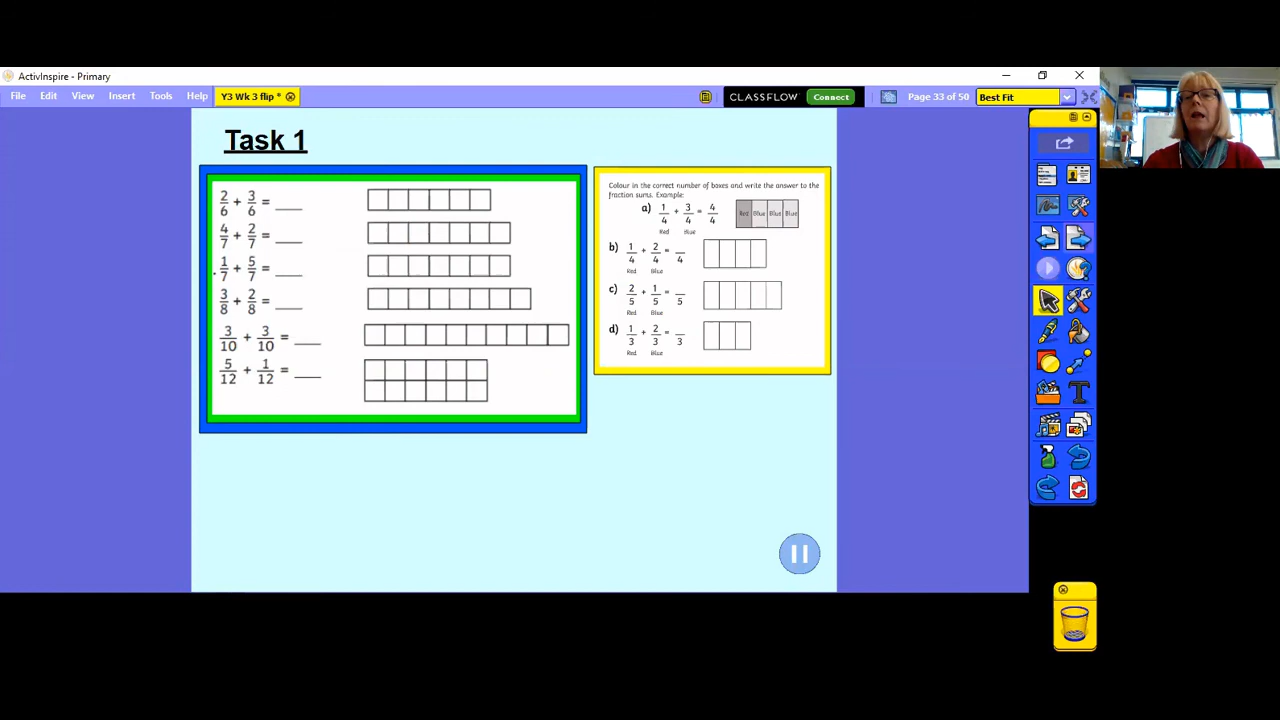 ActivInspire - Primary
File Edit View Insert Tools Help Y3 Wk 3 flip * CLASSFLOW Connect Page 33 of 50 Best Fit
Task 1
2/6 + 3/6 = ___
4/7 + 2/7 = ___
1/7 + 5/7 = ___
3/8 + 2/8 = ___
3/10 + 3/10 = ___
5/12 + 1/12 = ___
Colour in the correct number of boxes and write the answer to the
fraction sums. Example:
a) 1/4 + 3/4 = 4/4 Red Blue Blue Blue
Red Blue
b) 1/4 + 2/4 = _/4
Red Blue
c) 2/5 + 1/5 = _/5
Red Blue
d) 1/3 + 2/3 = _/3
Red Blue